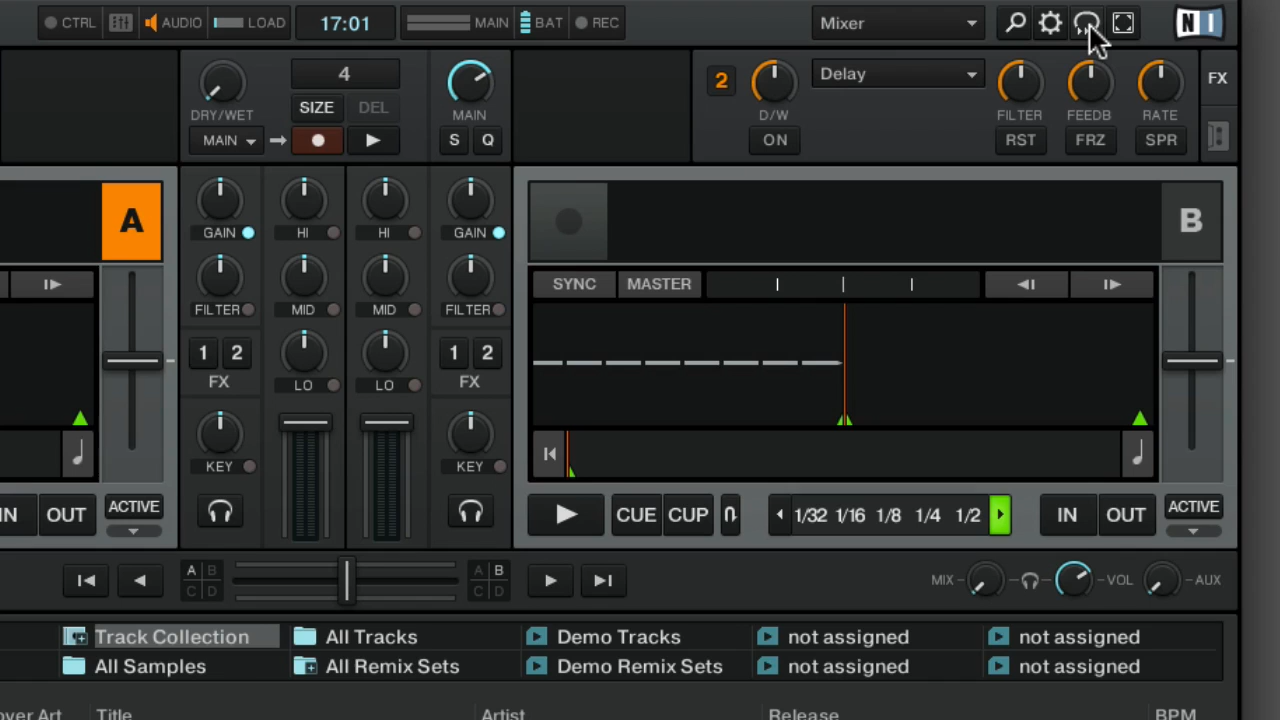 CTRL AUDIO LOAD 17:01 MAIN BAT REC Mixer NI
4
2 Delay FX
DRY/WET SIZE DEL MAIN D/W FILTER FEEDB RATE
MAIN S Q ON RST FRZ SPR
A GAIN HI HI GAIN B
FILTER MID MID FILTER SYNC MASTER
1 2 1 2
FX LO LO FX
KEY KEY
IN OUT ACTIVE CUE CUP 1/32 1/16 1/8 1/4 1/2 IN OUT ACTIVE
A B A B
C D C D
MIX VOL AUX
Track Collection All Tracks Demo Tracks not assigned not assigned
All Samples All Remix Sets Demo Remix Sets not assigned not assigned
over Art Title Artist Release BPM